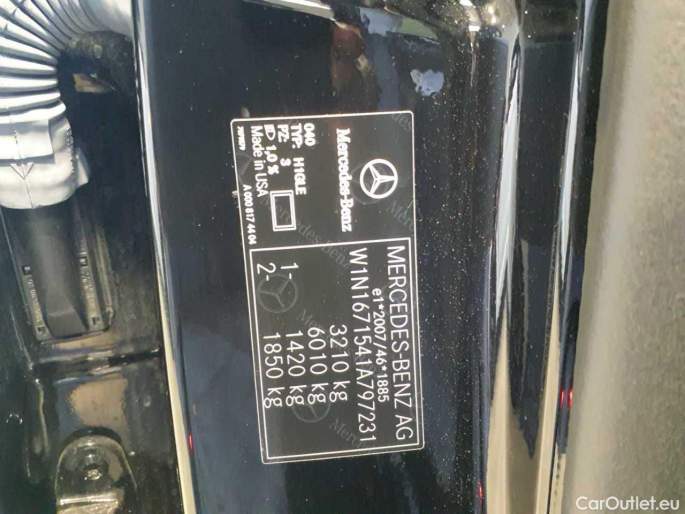 MERCEDES-BENZ AG
e1*2007/46*1885
W1N1671541A797231
3210 kg
6010 kg
1- 1420 kg
2- 1850 kg
Mercedes-Benz
040
TYP: H1GLE
PZ: 3
1,0 %
Made in USA
A 000 817 44 04
CarOutlet.eu